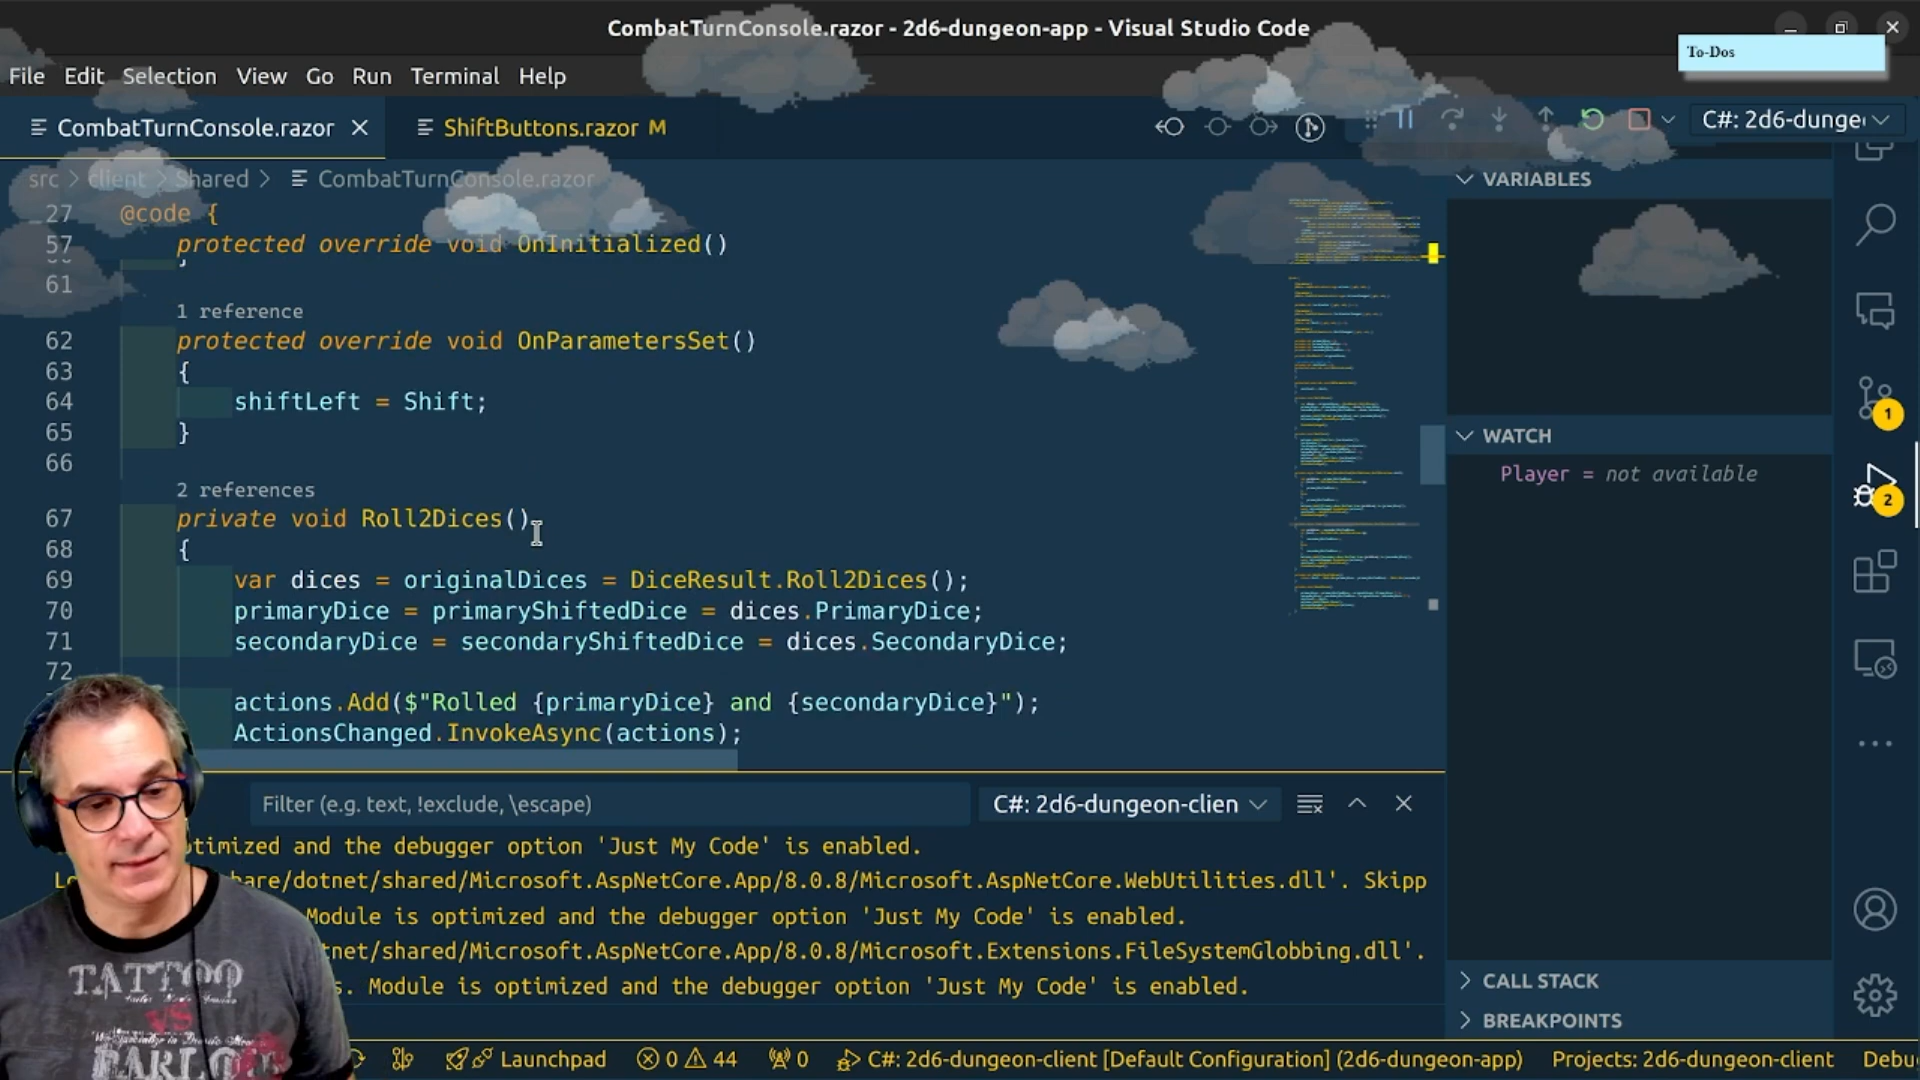 CombatTurnConsole.razor - 2d6-dungeon-app - Visual Studio Code
To-Dos
File Edit Selection View Go Run Terminal Help
CombatTurnConsole.razor
ShiftButtons.razor M
C#: 2d6-dunge
src > client > Shared > CombatTurnConsole.razor
27 @code {
57 protected override void OnInitialized()
61
1 reference
62 protected override void OnParametersSet()
63 {
64 shiftLeft = Shift;
65 }
66
2 references
67 private void Roll2Dices()
68 {
69 var dices = originalDices = DiceResult.Roll2Dices();
70 primaryDice = primaryShiftedDice = dices.PrimaryDice;
71 secondaryDice = secondaryShiftedDice = dices.SecondaryDice;
72
actions.Add($"Rolled {primaryDice} and {secondaryDice}");
ActionsChanged.InvokeAsync(actions);
VARIABLES
WATCH
Player = not available
CALL STACK
BREAKPOINTS
1
2
Filter (e.g. text, !exclude, \escape)
C#: 2d6-dungeon-clien
timized and the debugger option 'Just My Code' is enabled.
hare/dotnet/shared/Microsoft.AspNetCore.App/8.0.8/Microsoft.AspNetCore.WebUtilities.dll'. Skipp
Module is optimized and the debugger option 'Just My Code' is enabled.
tnet/shared/Microsoft.AspNetCore.App/8.0.8/Microsoft.Extensions.FileSystemGlobbing.dll'.
s. Module is optimized and the debugger option 'Just My Code' is enabled.
TATTOO
VS
Launchpad 0 44 0 C#: 2d6-dungeon-client [Default Configuration] (2d6-dungeon-app) Projects: 2d6-dungeon-client Debu